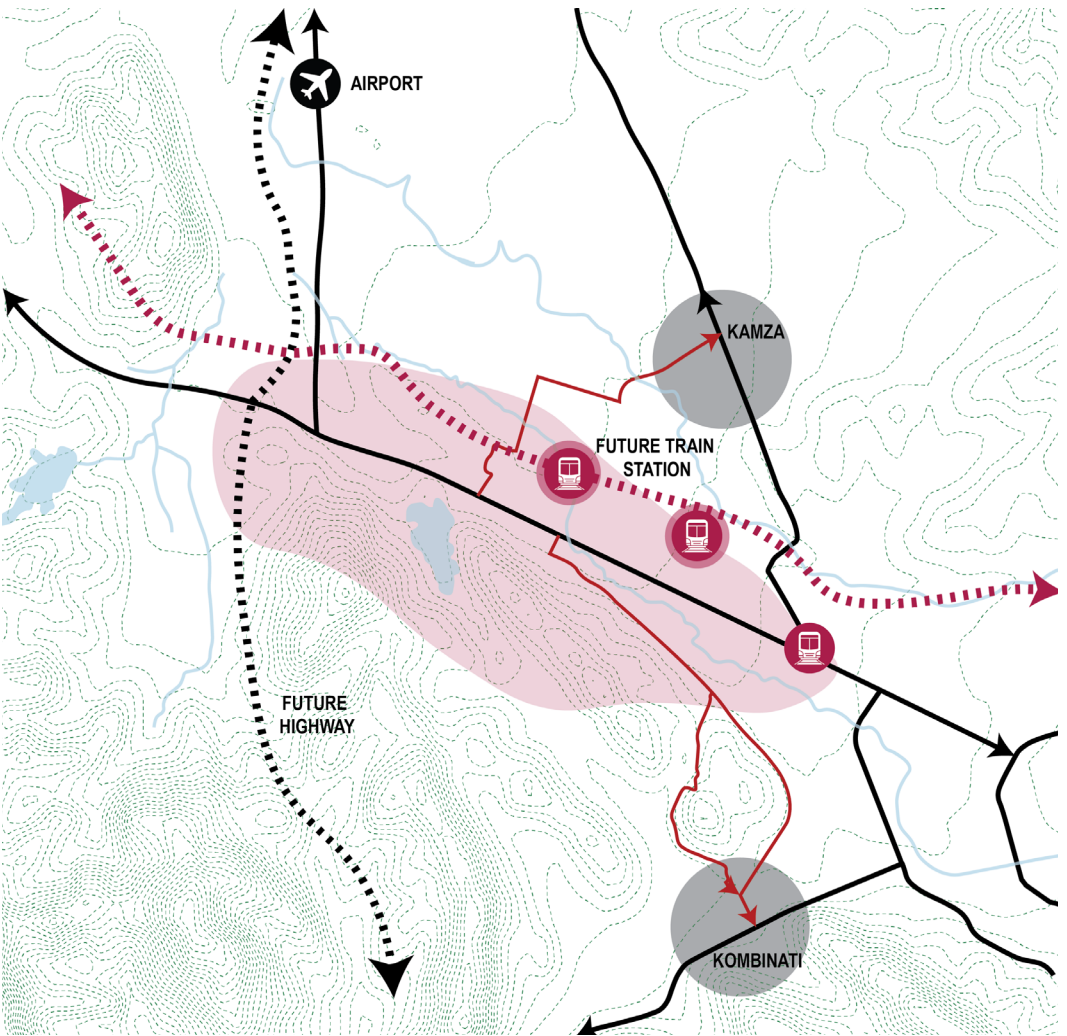 AIRPORT
KAMZA
FUTURE TRAIN
STATION
FUTURE
HIGHWAY
KOMBINATI